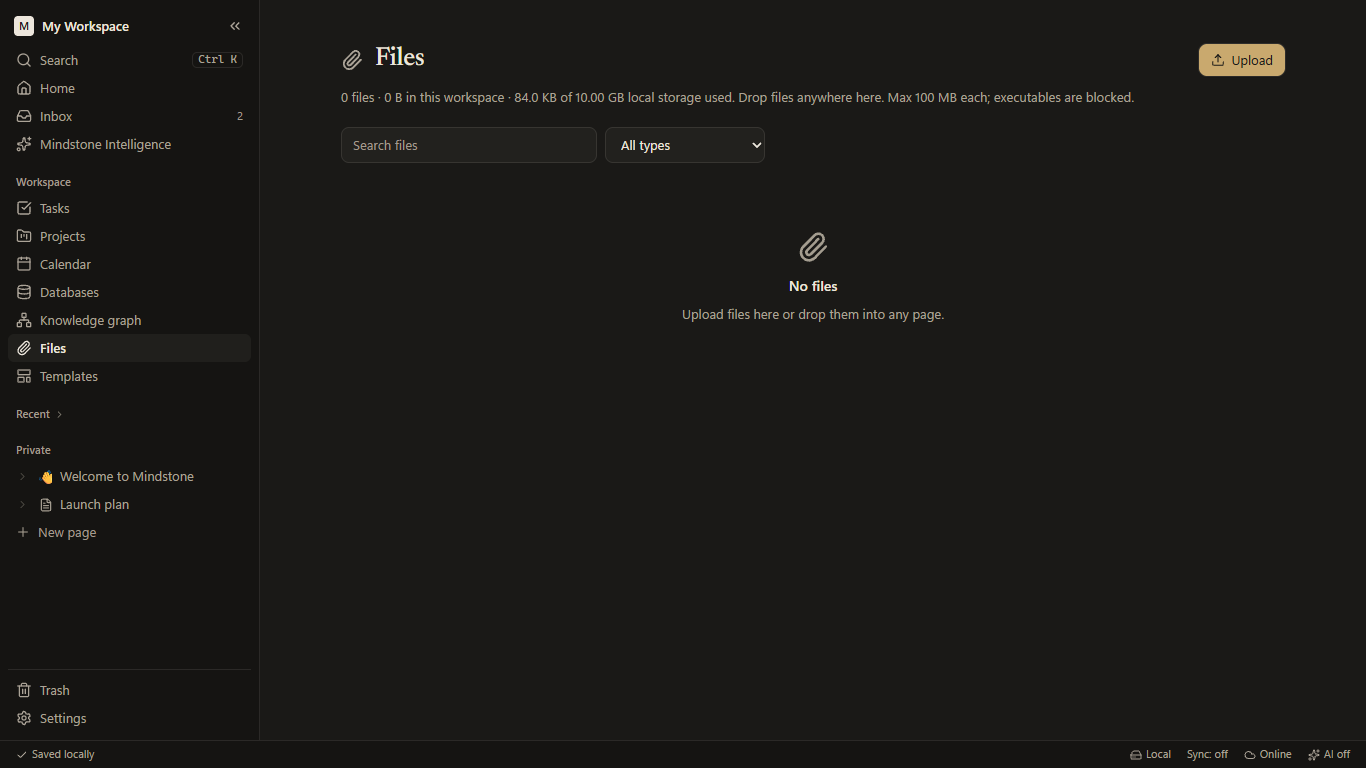 M My Workspace
Search Ctrl K
Home
Inbox 2
Mindstone Intelligence
Workspace
Tasks
Projects
Calendar
Databases
Knowledge graph
Files
Templates
Recent
Private
Welcome to Mindstone
Launch plan
New page
Trash
Settings
Files
Upload
0 files · 0 B in this workspace · 84.0 KB of 10.00 GB local storage used. Drop files anywhere here. Max 100 MB each; executables are blocked.
Search files
All types
No files
Upload files here or drop them into any page.
Saved locally
Local Sync: off Online AI off